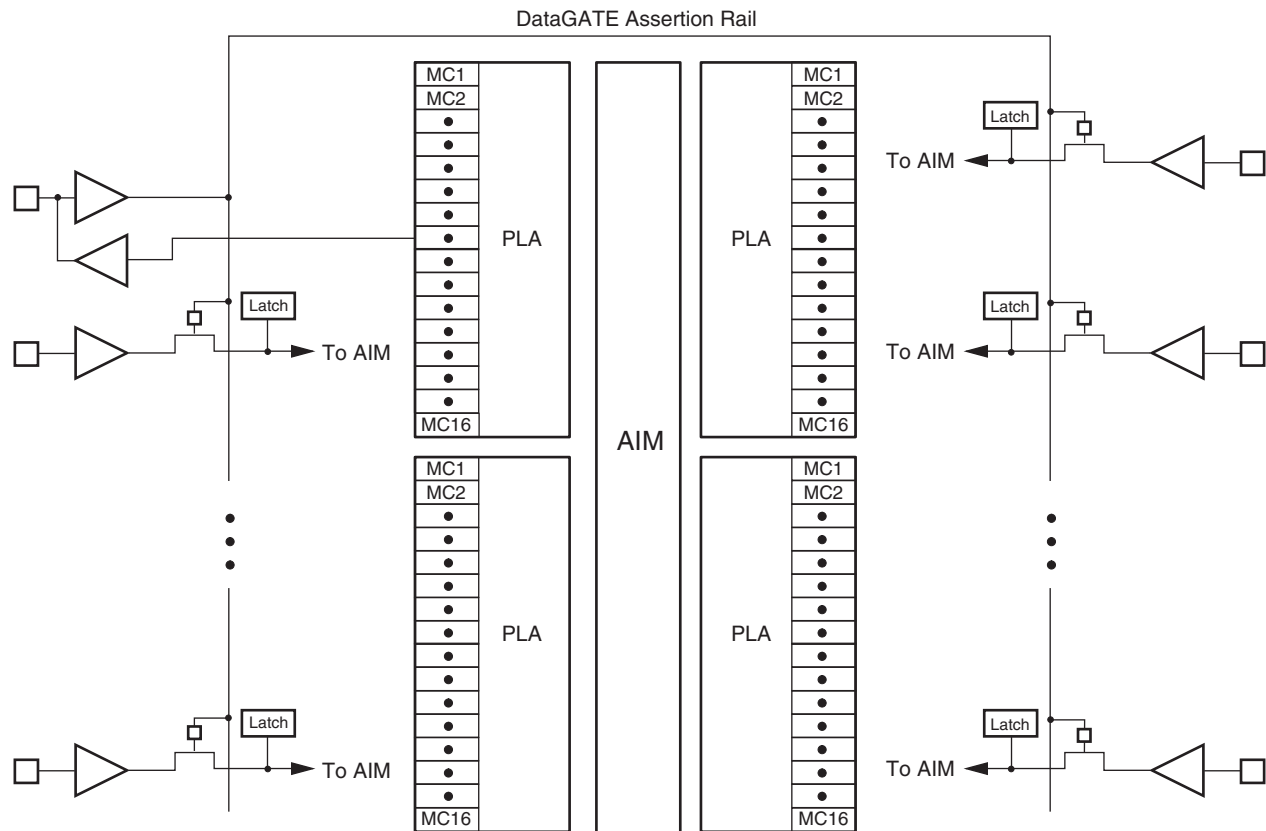 DataGATE Assertion Rail
MC1
MC2
PLA
MC16
MC1
MC2
PLA
MC16
AIM
MC1
MC2
PLA
MC16
MC1
MC2
PLA
MC16
Latch
To AIM
Latch
To AIM
Latch
To AIM
Latch
To AIM
Latch
To AIM